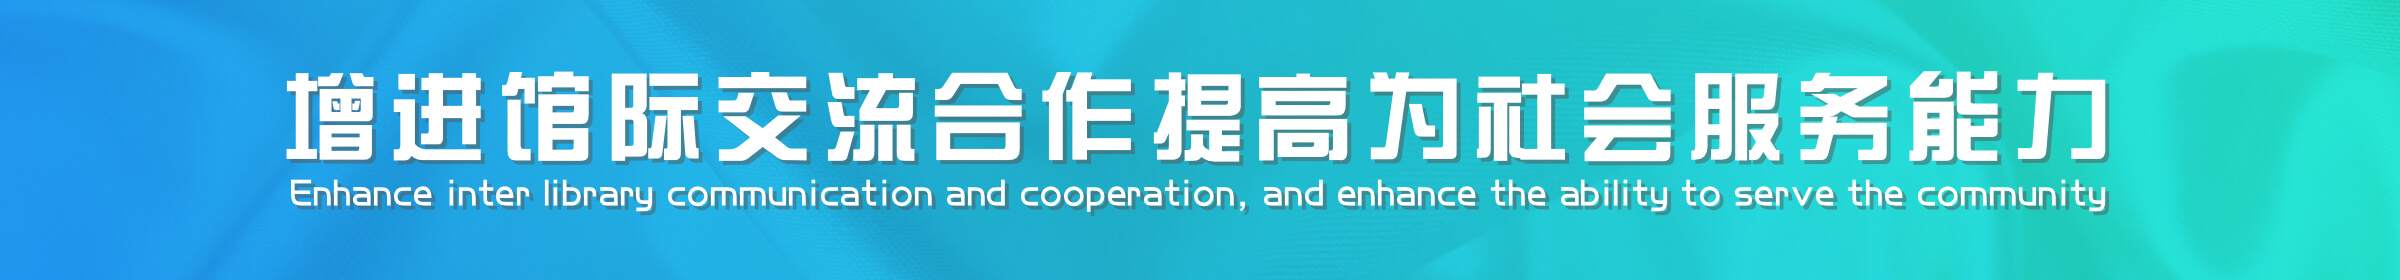 增进馆际交流合作提高为社会服务能力
Enhance inter library communication and cooperation, and enhance the ability to serve the community